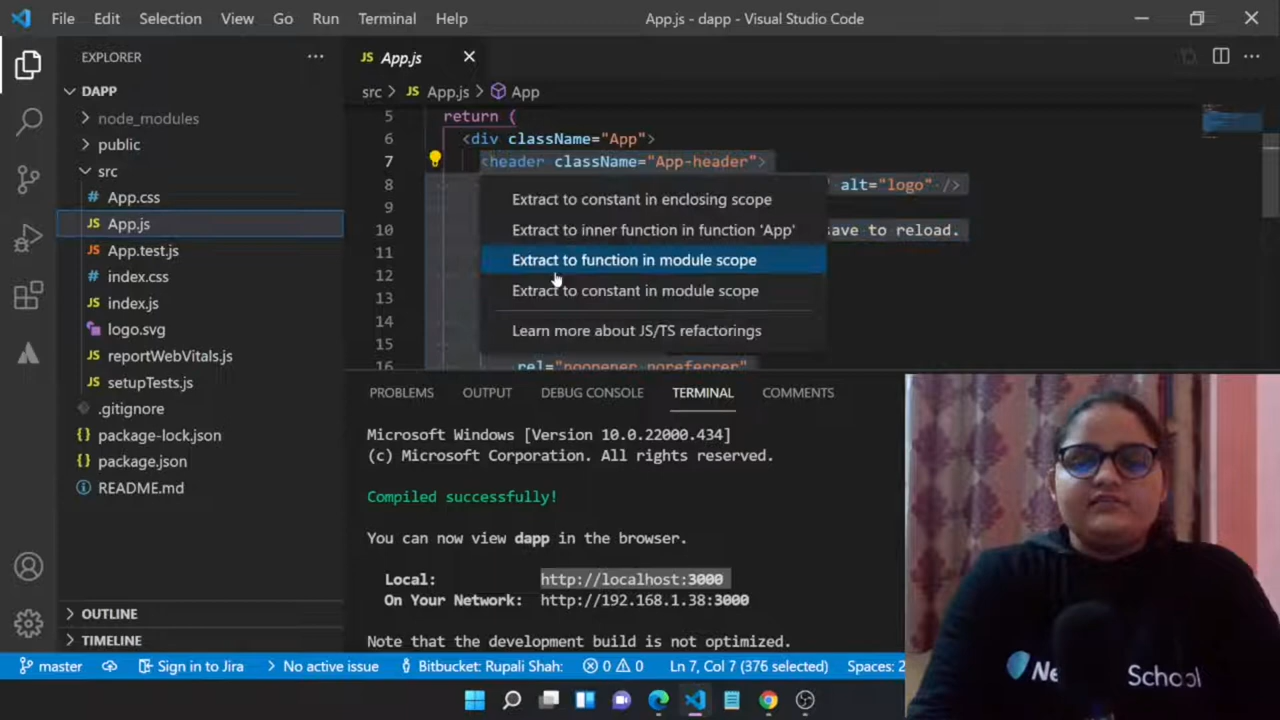 File Edit Selection View Go Run Terminal Help App.js - dapp - Visual Studio Code
EXPLORER
DAPP
node_modules
public
src
App.css
App.js
App.test.js
index.css
index.js
logo.svg
reportWebVitals.js
setupTests.js
.gitignore
package-lock.json
package.json
README.md
OUTLINE
TIMELINE
JS App.js
src > JS App.js > App
5 return (
6 <div className="App">
7 <header className="App-header">
8 alt="logo" />
9
10 save to reload.
11
12
13
14
15
16 rel="noopener noreferrer"
Extract to constant in enclosing scope
Extract to inner function in function 'App'
Extract to function in module scope
Extract to constant in module scope
Learn more about JS/TS refactorings
PROBLEMS OUTPUT DEBUG CONSOLE TERMINAL COMMENTS
Microsoft Windows [Version 10.0.22000.434]
(c) Microsoft Corporation. All rights reserved.
Compiled successfully!
You can now view dapp in the browser.
Local: http://localhost:3000
On Your Network: http://192.168.1.38:3000
Note that the development build is not optimized.
master Sign in to Jira No active issue Bitbucket: Rupali Shah: 0 0 Ln 7, Col 7 (376 selected) Spaces: 2
School